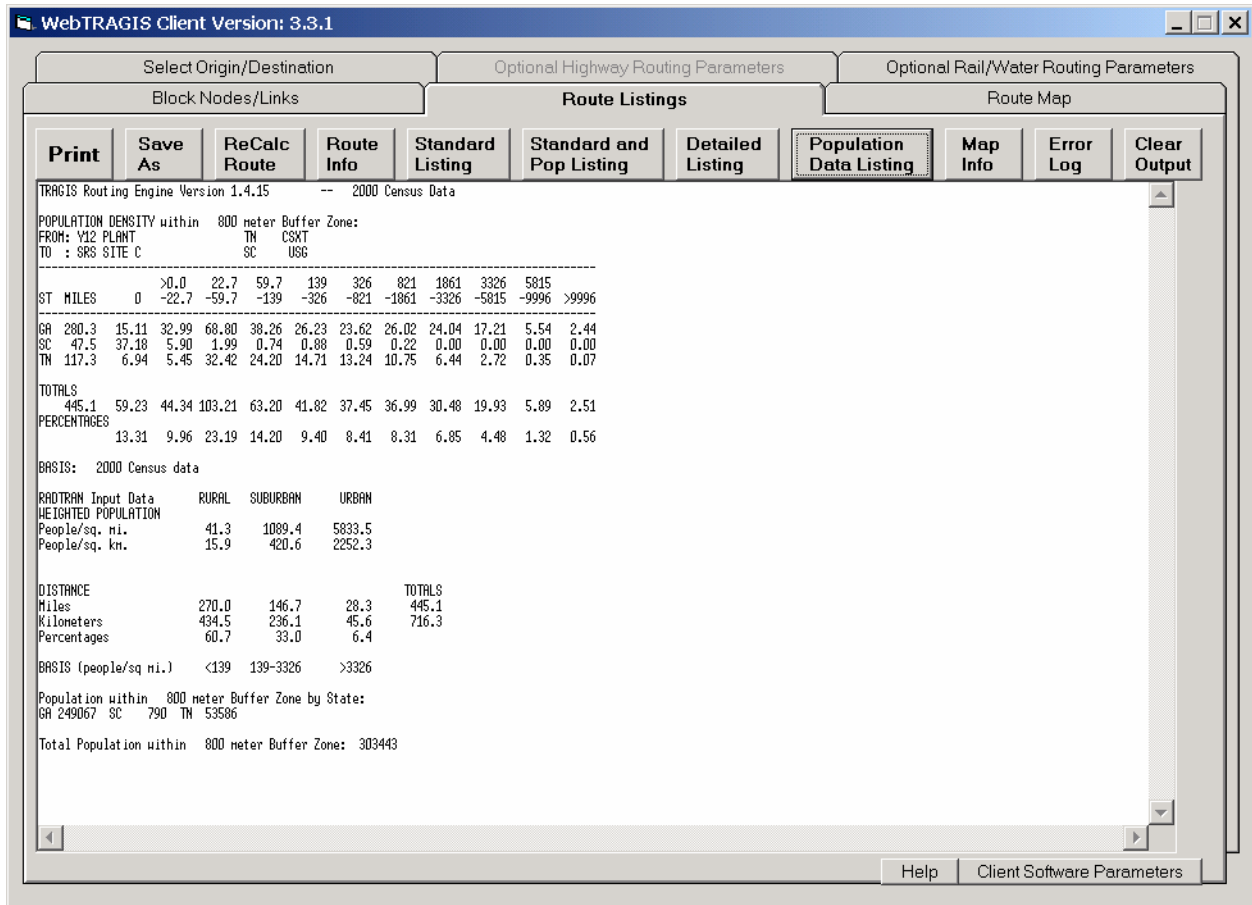 WebTRAGIS Client Version: 3.3.1
Select Origin/Destination
Optional Highway Routing Parameters
Optional Rail/Water Routing Parameters
Block Nodes/Links
Route Listings
Route Map
Print
Save As
ReCalc Route
Route Info
Standard Listing
Standard and Pop Listing
Detailed Listing
Population Data Listing
Map Info
Error Log
Clear Output
TRAGIS Routing Engine Version 1.4.15 -- 2000 Census Data
POPULATION DENSITY within 800 meter Buffer Zone:
FROM: Y12 PLANT TN CSXT
TO : SRS SITE C SC USG
>0.0 22.7 59.7 139 326 821 1861 3326 5815
ST MILES 0 -22.7 -59.7 -139 -326 -821 -1861 -3326 -5815 -9996 >9996
GA 280.3 15.11 32.99 68.80 38.26 26.23 23.62 26.02 24.04 17.21 5.54 2.44
SC 47.5 37.18 5.90 1.99 0.74 0.88 0.59 0.22 0.00 0.00 0.00 0.00
TN 117.3 6.94 5.45 32.42 24.20 14.71 13.24 10.75 6.44 2.72 0.35 0.07
TOTALS
445.1 59.23 44.34 103.21 63.20 41.82 37.45 36.99 30.48 19.93 5.89 2.51
PERCENTAGES
13.31 9.96 23.19 14.20 9.40 8.41 8.31 6.85 4.48 1.32 0.56
BASIS: 2000 Census data
RADTRAN Input Data RURAL SUBURBAN URBAN
WEIGHTED POPULATION
People/sq. mi. 41.3 1089.4 5833.5
People/sq. km. 15.9 420.6 2252.3
DISTANCE TOTALS
Miles 270.0 146.7 28.3 445.1
Kilometers 434.5 236.1 45.6 716.3
Percentages 60.7 33.0 6.4
BASIS (people/sq mi.) <139 139-3326 >3326
Population within 800 meter Buffer Zone by State:
GA 249067 SC 790 TN 53586
Total Population within 800 meter Buffer Zone: 303443
Help
Client Software Parameters